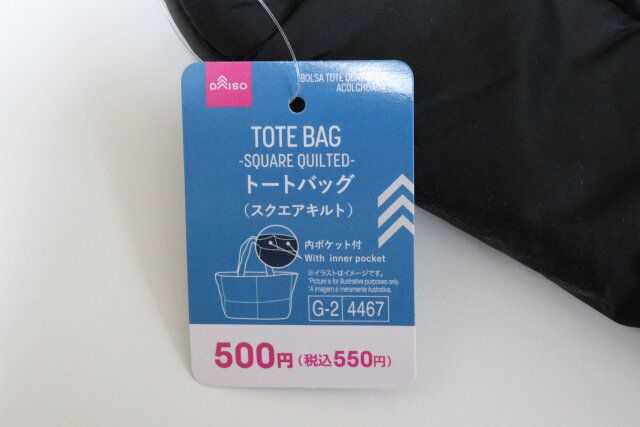 DAISO
BOLSA TOTE
TOTE BAG
-SQUARE QUILTED-
トートバッグ
(スクエアキルト)
内ポケット付
With inner pocket
※イラストはイメージです。
*Picture is for illustrative purposes only.
*A imagem é meramente ilustrativa.
G-2 4467
500円(税込550円)